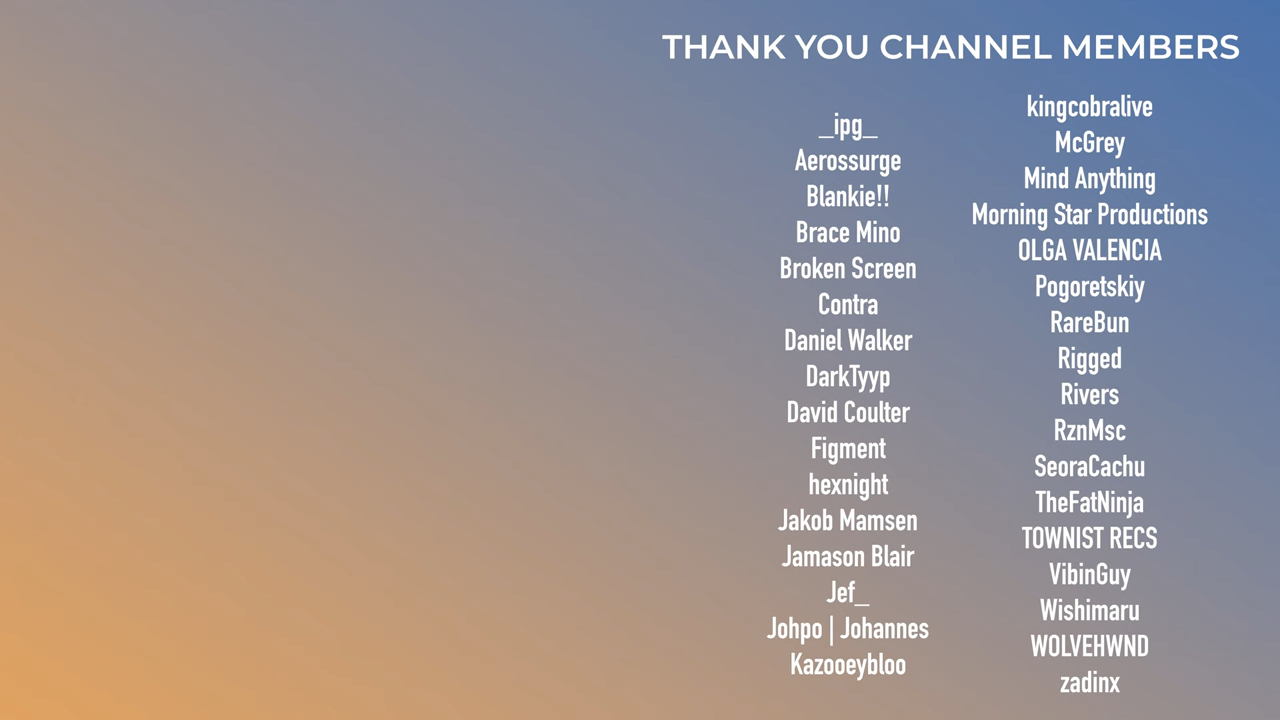 THANK YOU CHANNEL MEMBERS
_ipg_
Aerossurge
Blankie!!
Brace Mino
Broken Screen
Contra
Daniel Walker
DarkTyyp
David Coulter
Figment
hexnight
Jakob Mamsen
Jamason Blair
Jef_
Johpo | Johannes
Kazooeybloo
kingcobralive
McGrey
Mind Anything
Morning Star Productions
OLGA VALENCIA
Pogoretskiy
RareBun
Rigged
Rivers
RznMsc
SeoraCachu
TheFatNinja
TOWNIST RECS
VibinGuy
Wishimaru
WOLVEHWND
zadinx